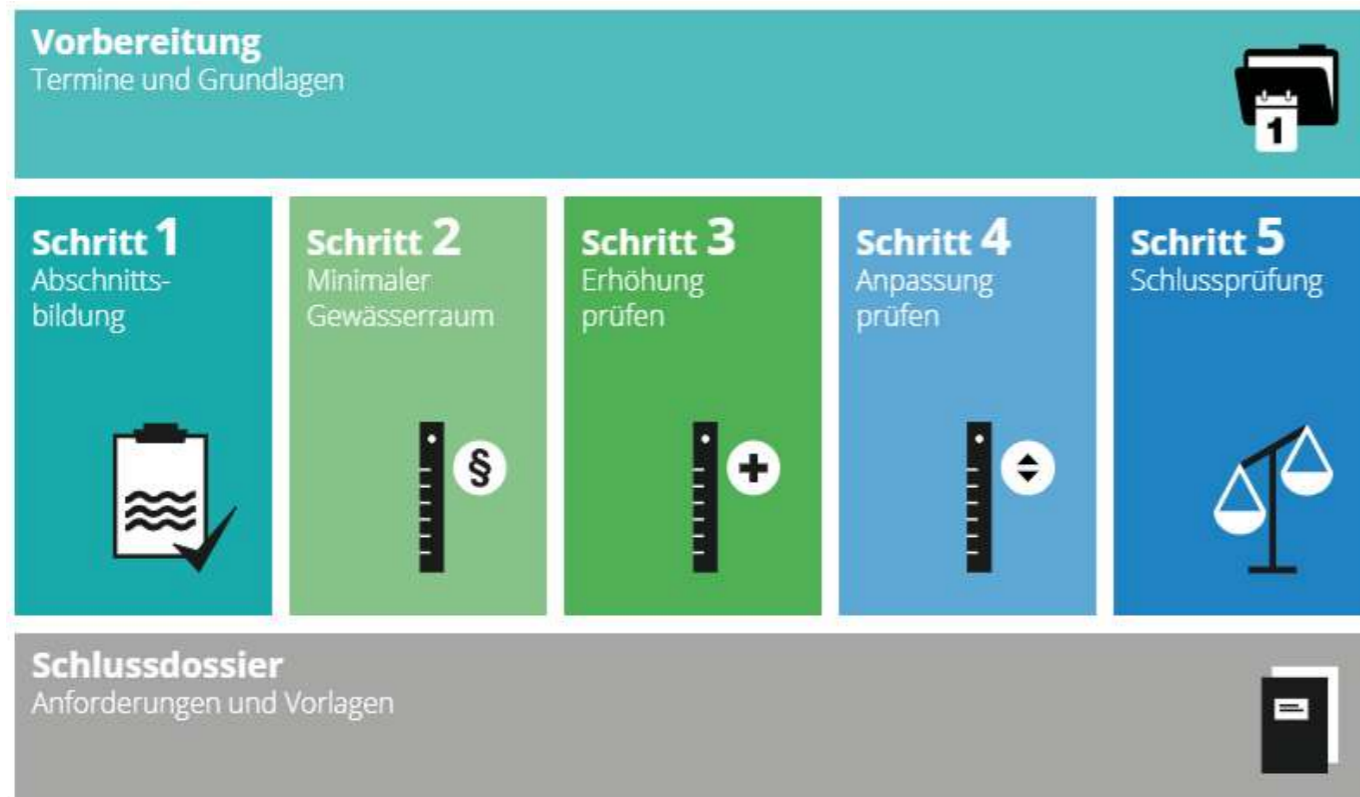 Vorbereitung
Termine und Grundlagen
1
Schritt 1
Abschnitts-
bildung
Schritt 2
Minimaler
Gewässerraum
§
Schritt 3
Erhöhung
prüfen
Schritt 4
Anpassung
prüfen
Schritt 5
Schlussprüfung
Schlussdossier
Anforderungen und Vorlagen